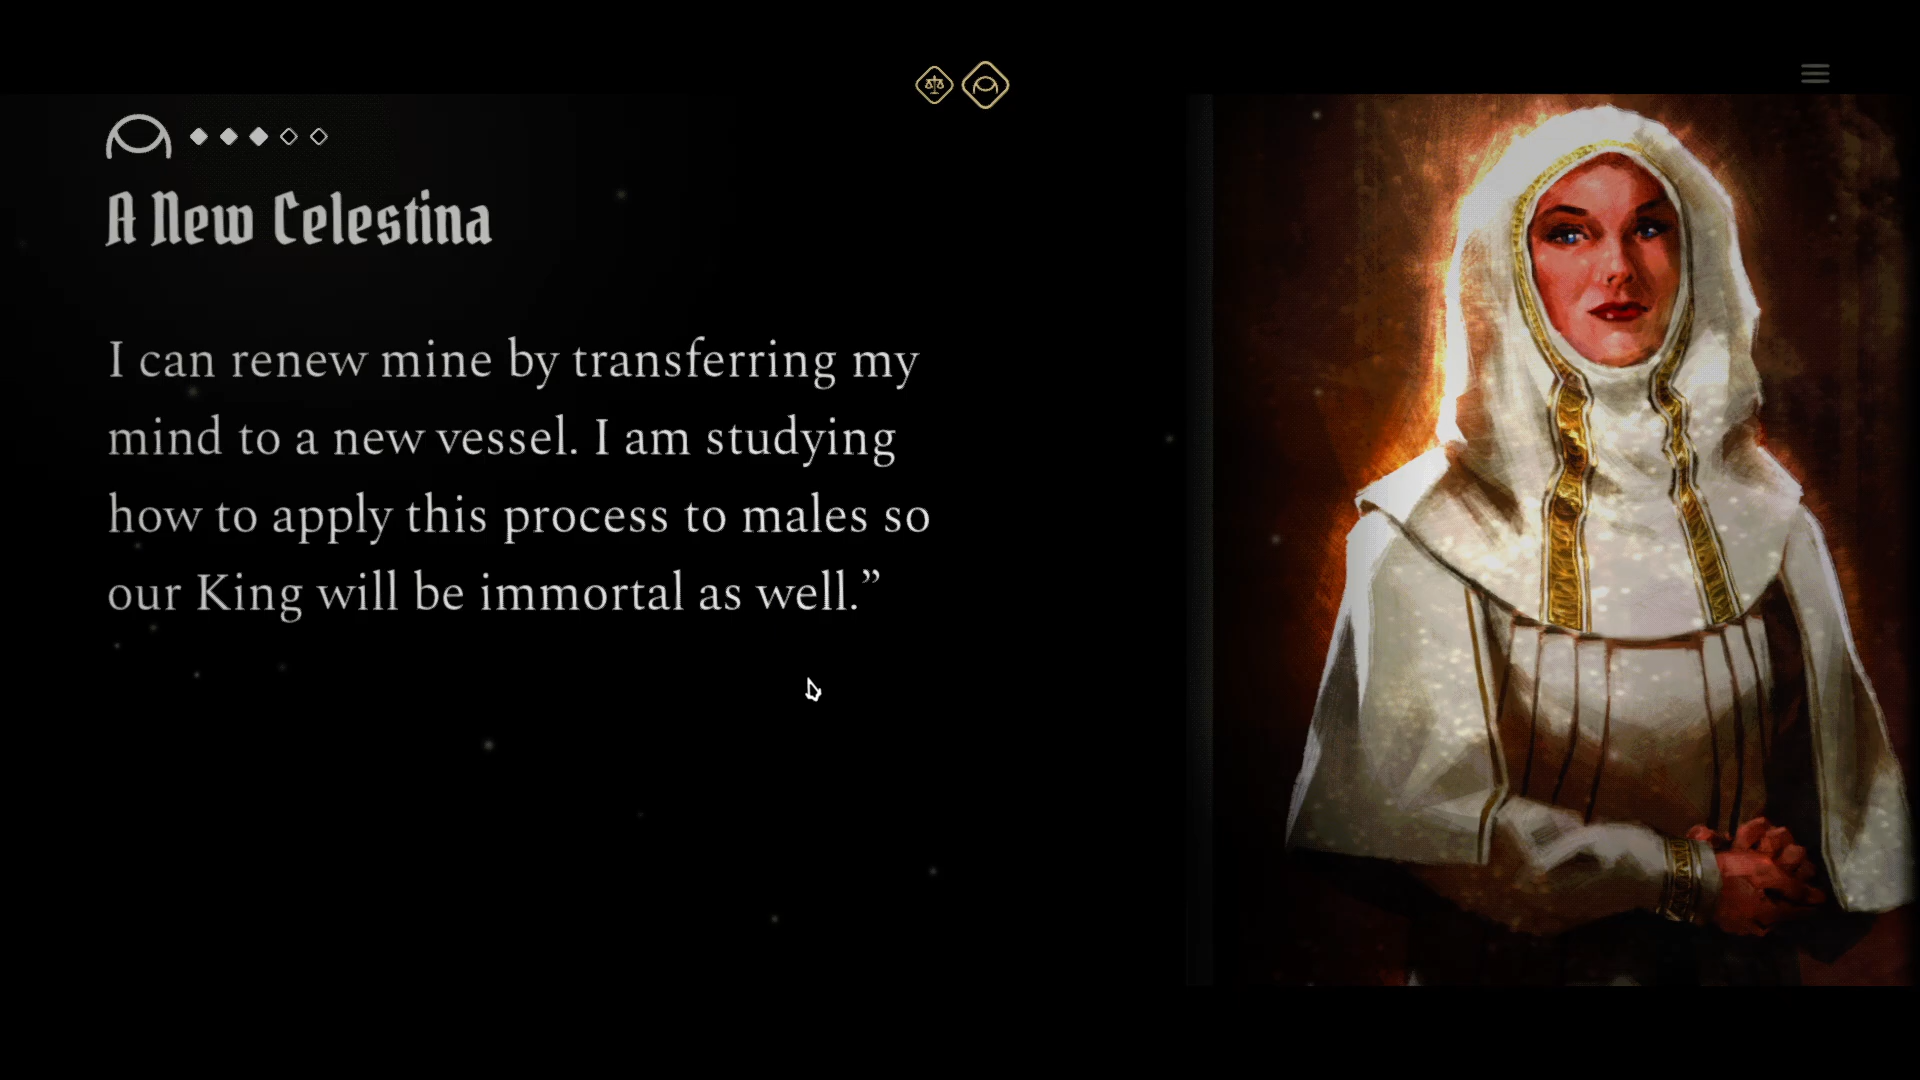 A New Celestina
I can renew mine by transferring my
mind to a new vessel. I am studying
how to apply this process to males so
our King will be immortal as well.”